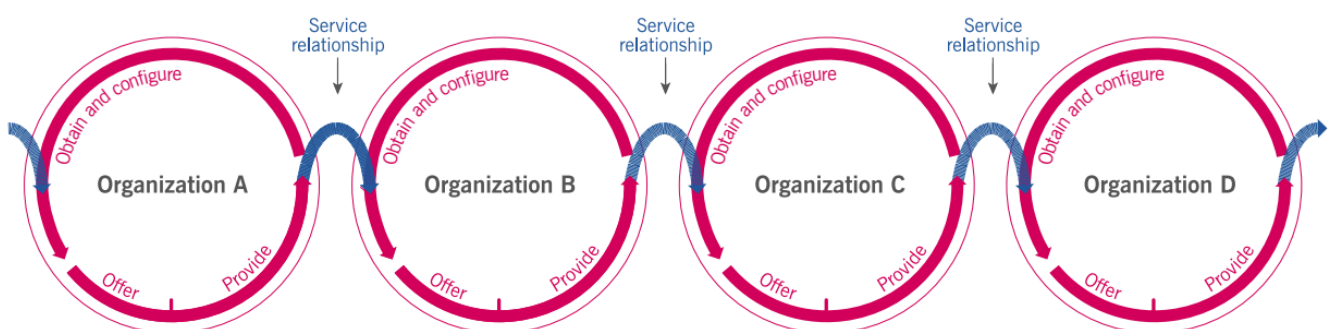 Service
relationship
Service
relationship
Service
relationship
Obtain and configure
Organization A
Offer
Provide
Obtain and configure
Organization B
Offer
Provide
Obtain and configure
Organization C
Offer
Provide
Obtain and configure
Organization D
Offer
Provide